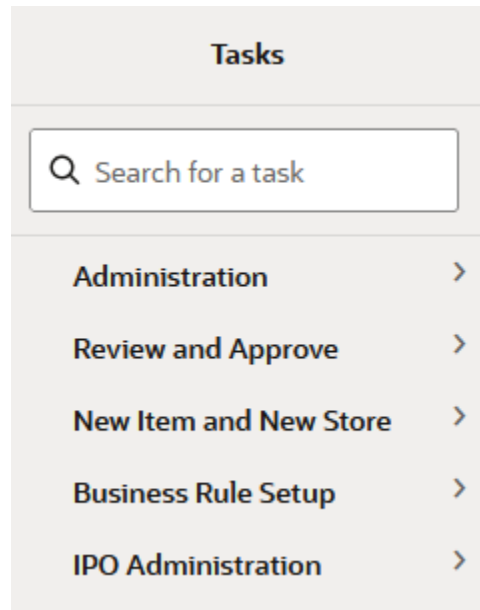 Tasks
Search for a task
Administration
Review and Approve
New Item and New Store
Business Rule Setup
IPO Administration